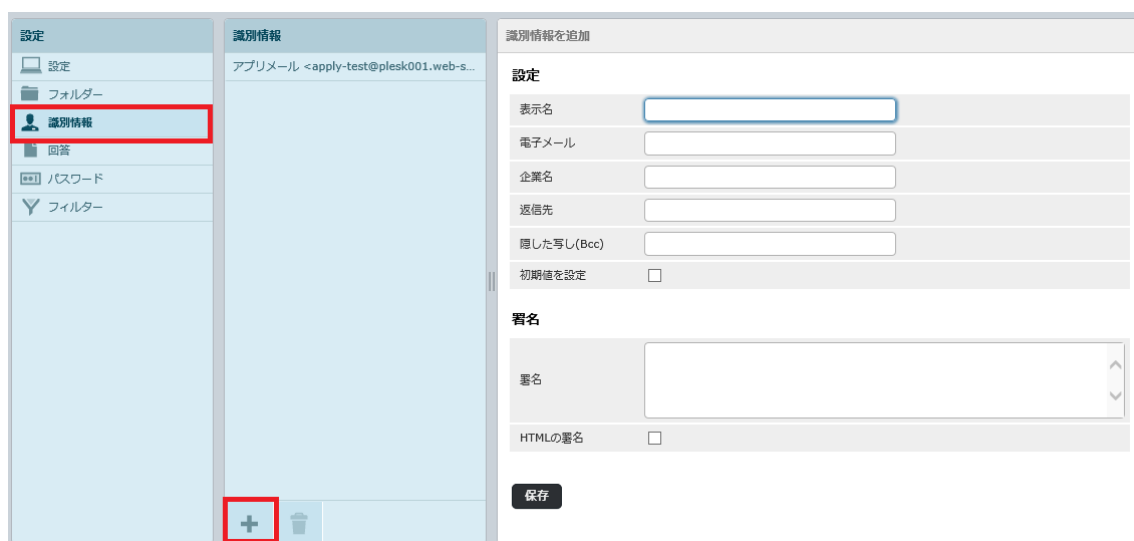 設定
設定
フォルダー
識別情報
回答
パスワード
フィルター
識別情報
アプリメール <apply-test@plesk001.web-s...
識別情報を追加
設定
表示名
電子メール
企業名
返信先
隠した写し(Bcc)
初期値を設定
署名
署名
HTMLの署名
保存